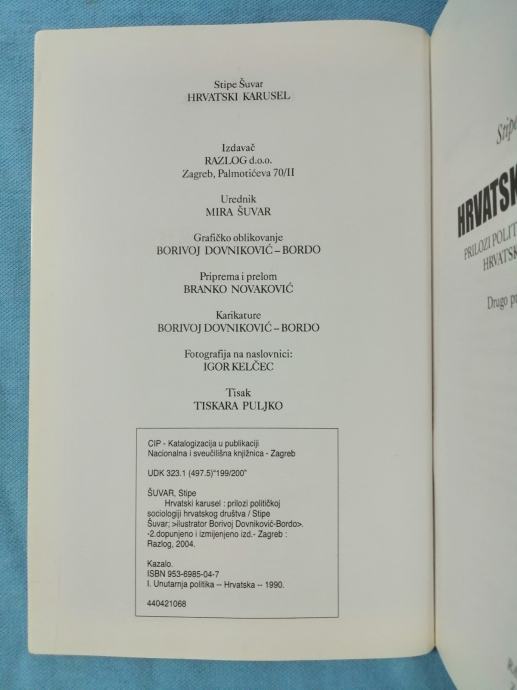 Stipe Šuvar
HRVATSKI KARUSEL
Izdavač
RAZLOG d.o.o.
Zagreb, Palmotićeva 70/II
Urednik
MIRA ŠUVAR
Grafičko oblikovanje
BORIVOJ DOVNIKOVIĆ – BORDO
Priprema i prelom
BRANKO NOVAKOVIĆ
Karikature
BORIVOJ DOVNIKOVIĆ – BORDO
Fotografija na naslovnici:
IGOR KELČEC
Tisak
TISKARA PULJKO
CIP - Katalogizacija u publikaciji
Nacionalna i sveučilišna knjižnica - Zagreb
UDK 323.1 (497.5)"199/200"
ŠUVAR, Stipe
Hrvatski karusel : prilozi političkoj
sociologiji hrvatskog društva / Stipe
Šuvar; >ilustrator Borivoj Dovniković-Bordo<.
-2.dopunjeno i izmijenjeno izd.- Zagreb :
Razlog, 2004.
Kazalo.
ISBN 953-6985-04-7
I. Unutarnja politika -- Hrvatska -- 1990.
440421068
Stipe
HRVATSK
PRILOZI POLIT
HRVATSK
Drugo